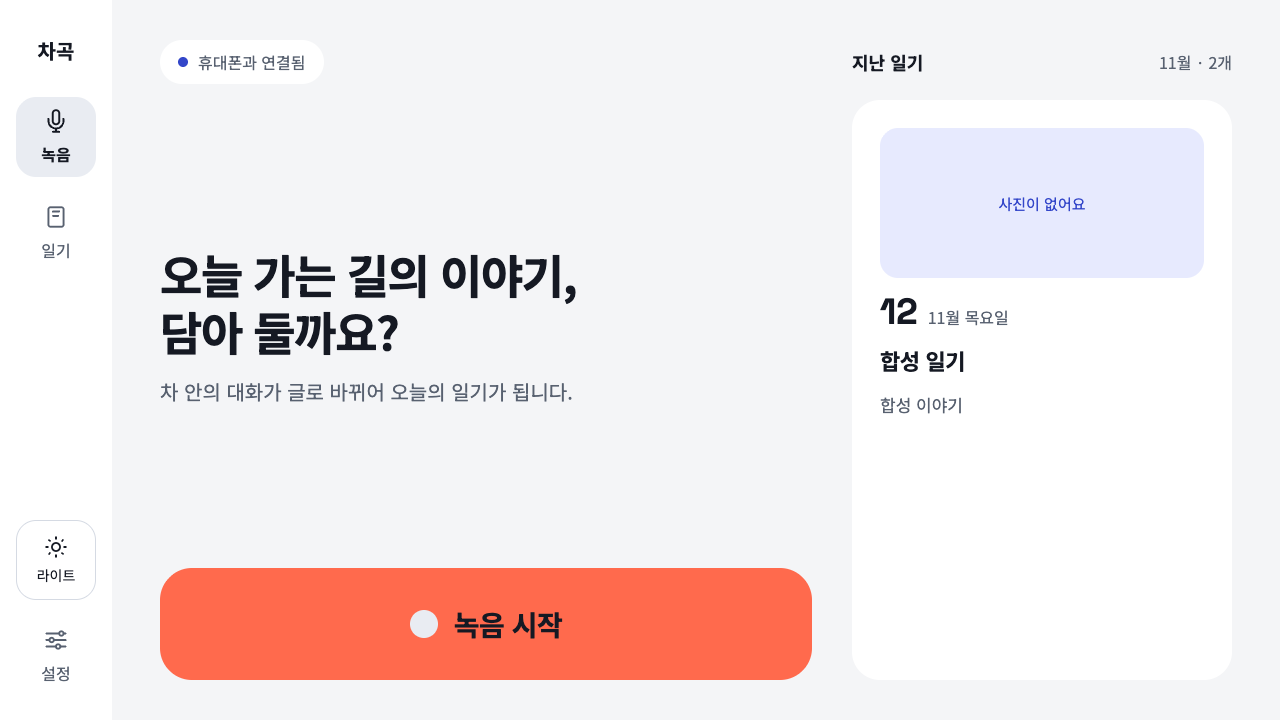 차곡
녹음
일기
라이트
설정
휴대폰과 연결됨
오늘 가는 길의 이야기,
담아 둘까요?
차 안의 대화가 글로 바뀌어 오늘의 일기가 됩니다.
녹음 시작
지난 일기
11월 · 2개
사진이 없어요
12 11월 목요일
합성 일기
합성 이야기